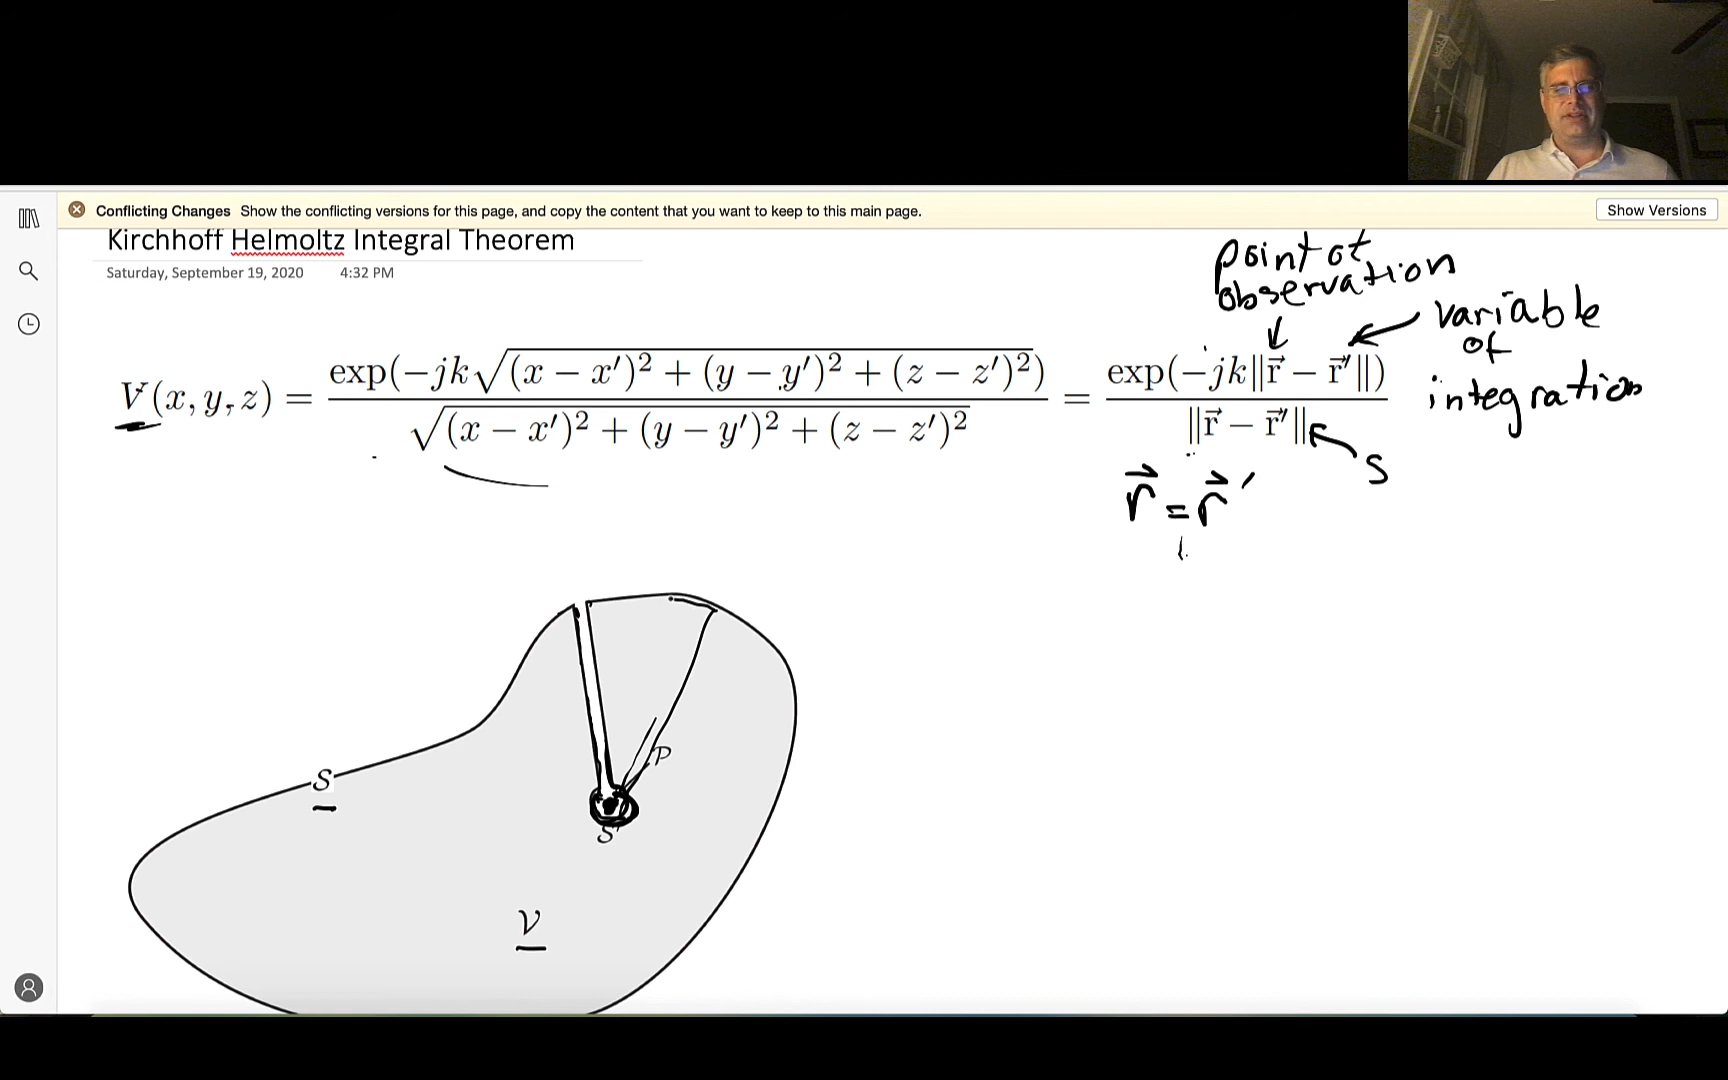 Conflicting Changes Show the conflicting versions for this page, and copy the content that you want to keep to this main page.
Show Versions
Kirchhoff Helmoltz Integral Theorem
Saturday, September 19, 2020 4:32 PM
point of
observation
variable
of
integration
V(x, y, z) = exp(−jk√((x − x′)² + (y − y′)² + (z − z′)²)) / √((x − x′)² + (y − y′)² + (z − z′)²) = exp(−jk‖r⃗ − r⃗′‖) / ‖r⃗ − r⃗′‖
S
r⃗ = r⃗′
P
S
S′
V